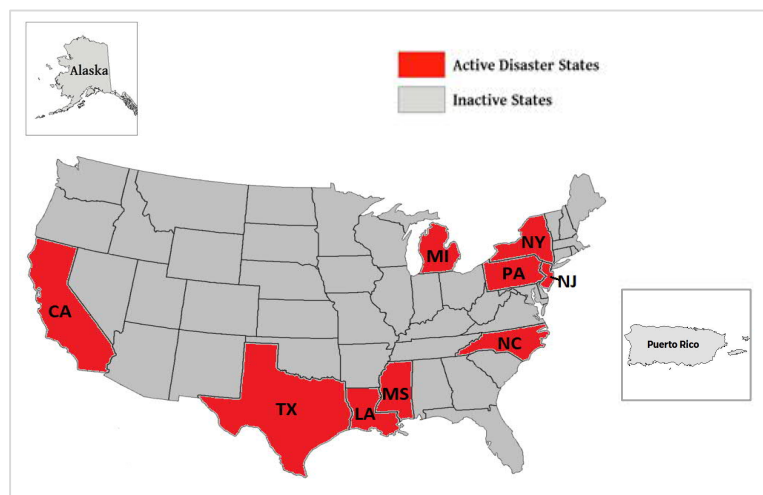 Alaska
Active Disaster States
Inactive States
NY
MI
PA
NJ
CA
Puerto Rico
NC
MS
TX
LA